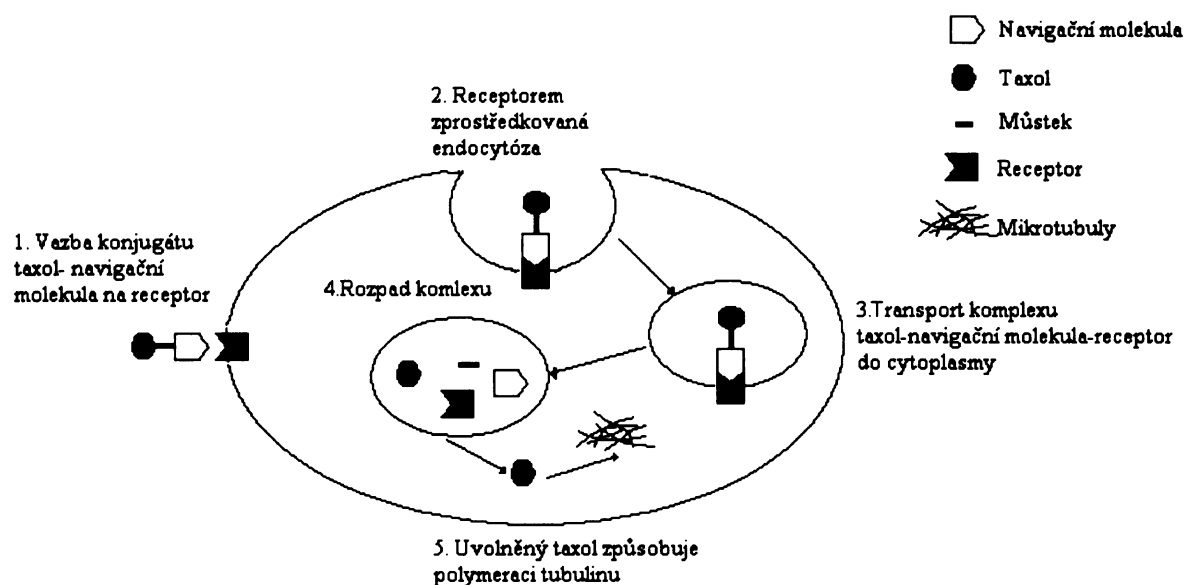 Navigační molekula
Taxol
Můstek
Receptor
Mikrotubuly
1. Vazba konjugátu
taxol- navigační
molekula na receptor
2. Receptorem
zprostředkovaná
endocytóza
3.Transport komplexu
taxol-navigační molekula-receptor
do cytoplasmy
4.Rozpad komlexu
5. Uvolněný taxol způsobuje
polymeraci tubulinu